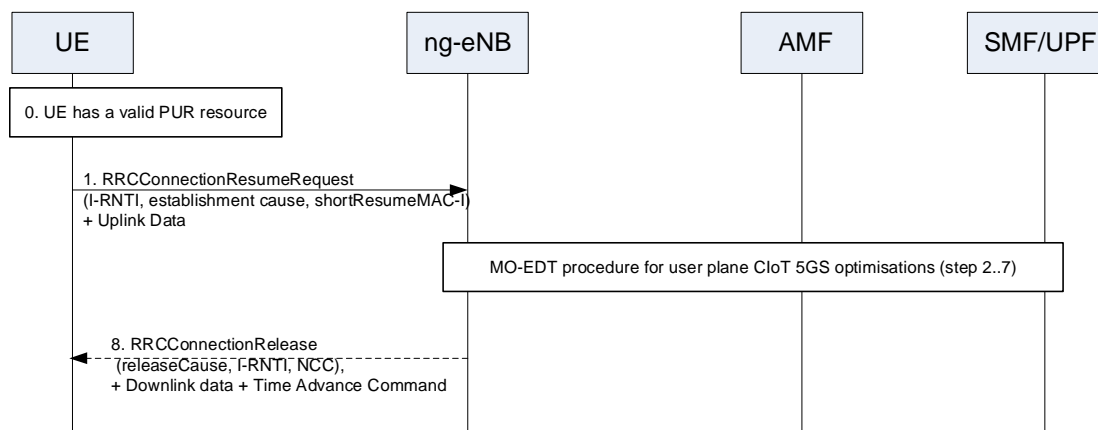 UE
ng-eNB
AMF
SMF/UPF
0. UE has a valid PUR resource
1. RRCConnectionResumeRequest
(I-RNTI, establishment cause, shortResumeMAC-I)
+ Uplink Data
MO-EDT procedure for user plane CIoT 5GS optimisations (step 2..7)
8. RRCConnectionRelease
(releaseCause, I-RNTI, NCC),
+ Downlink data + Time Advance Command